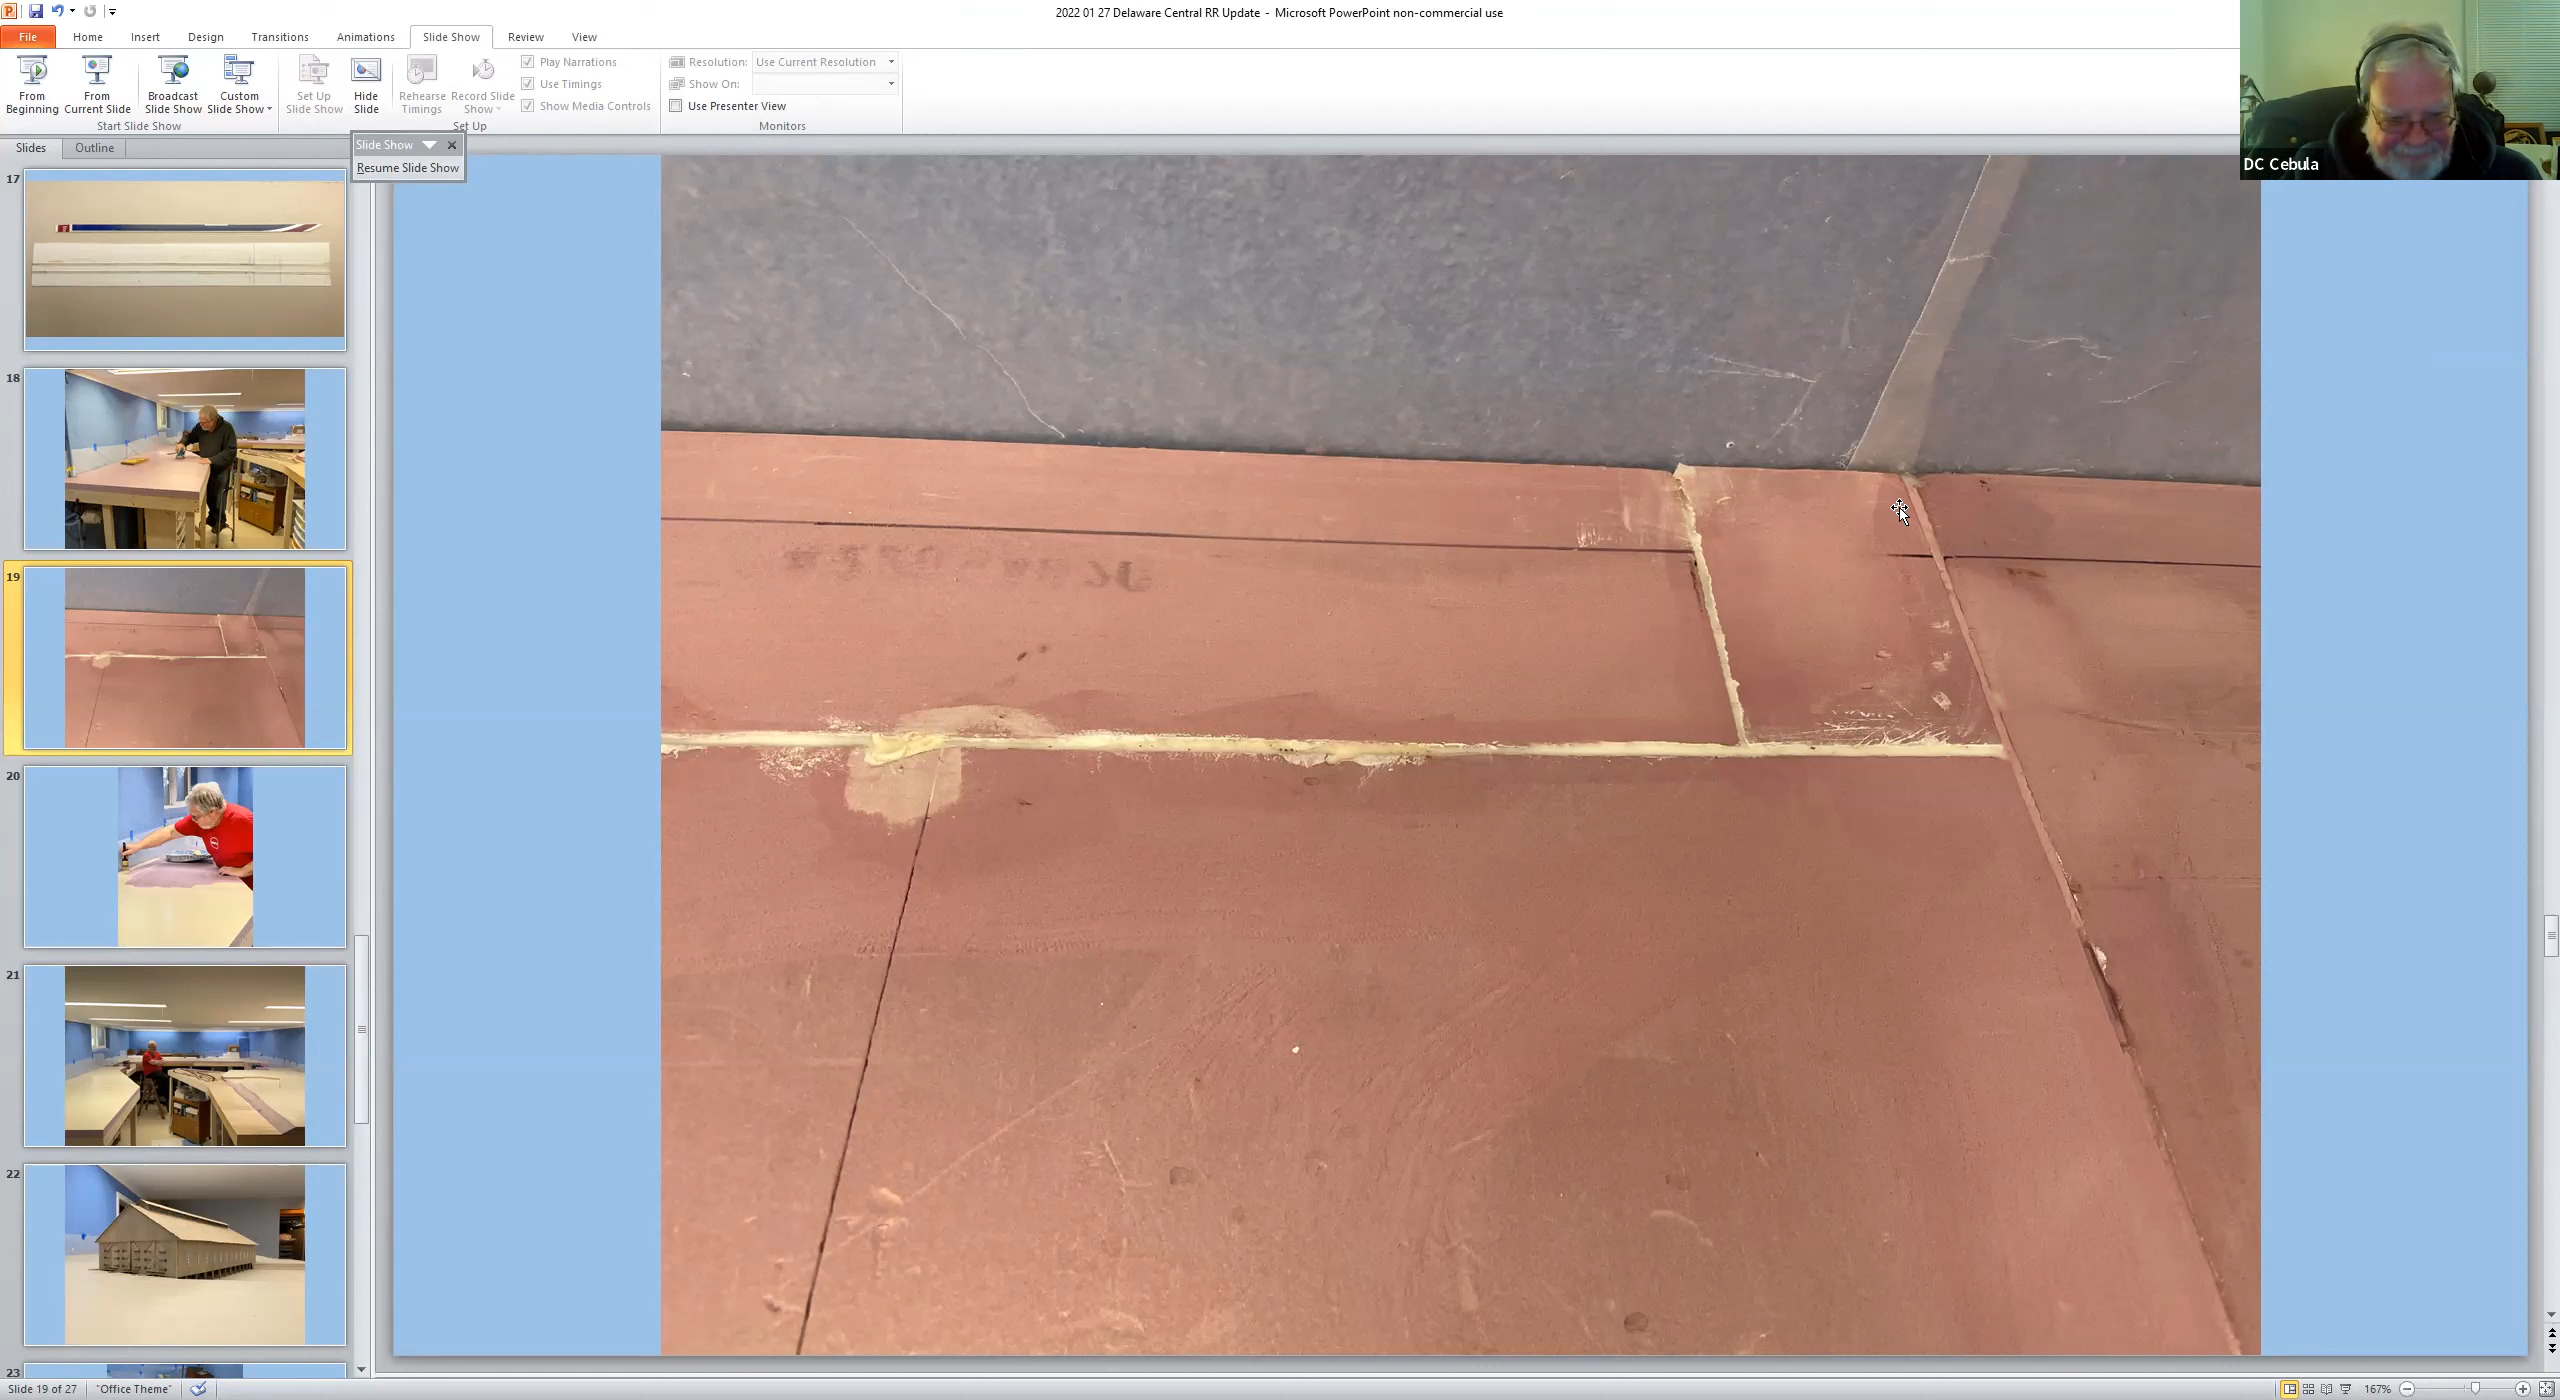 2022 01 27 Delaware Central RR Update - Microsoft PowerPoint non-commercial use
File Home Insert Design Transitions Animations Slide Show Review View
From Beginning
From Current Slide
Broadcast Slide Show
Custom Slide Show
Start Slide Show
Set Up Slide Show
Hide Slide
Rehearse Timings
Record Slide Show
Play Narrations
Use Timings
Show Media Controls
Set Up
Resolution: Use Current Resolution
Show On:
Use Presenter View
Monitors
DC Cebula
Slides Outline
Slide Show
Resume Slide Show
17
18
19
20
21
22
23
Slide 19 of 27 "Office Theme" 167%